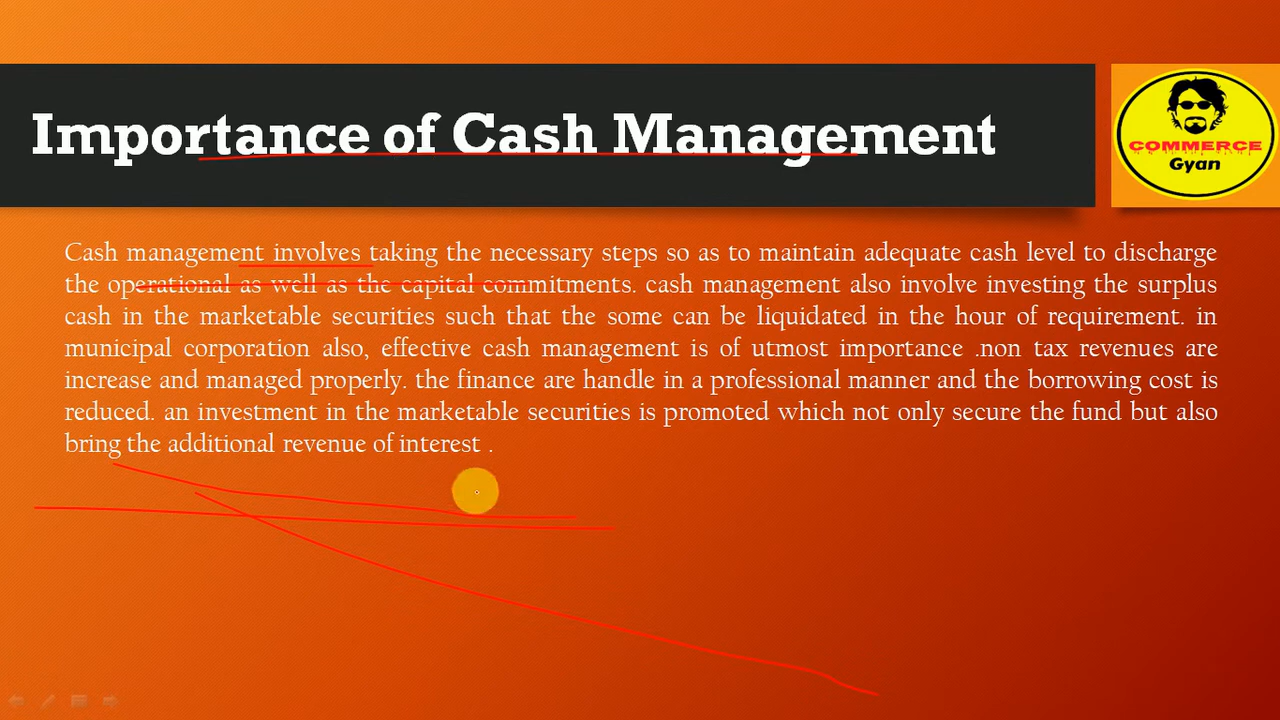 Importance of Cash Management
COMMERCE
Gyan
Cash management involves taking the necessary steps so as to maintain adequate cash level to discharge
the operational as well as the capital commitments. cash management also involve investing the surplus
cash in the marketable securities such that the some can be liquidated in the hour of requirement. in
municipal corporation also, effective cash management is of utmost importance .non tax revenues are
increase and managed properly. the finance are handle in a professional manner and the borrowing cost is
reduced. an investment in the marketable securities is promoted which not only secure the fund but also
bring the additional revenue of interest .